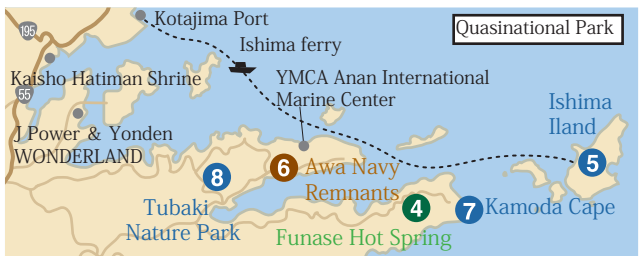 195
Kotajima Port
Quasinational Park
Ishima ferry
Kaisho Hatiman Shrine
YMCA Anan International
Marine Center
55
Ishima
Iland
J Power & Yonden
WONDERLAND
5
8
6
Awa Navy
Remnants
4
7
Kamoda Cape
Tubaki
Nature Park
Funase Hot Spring